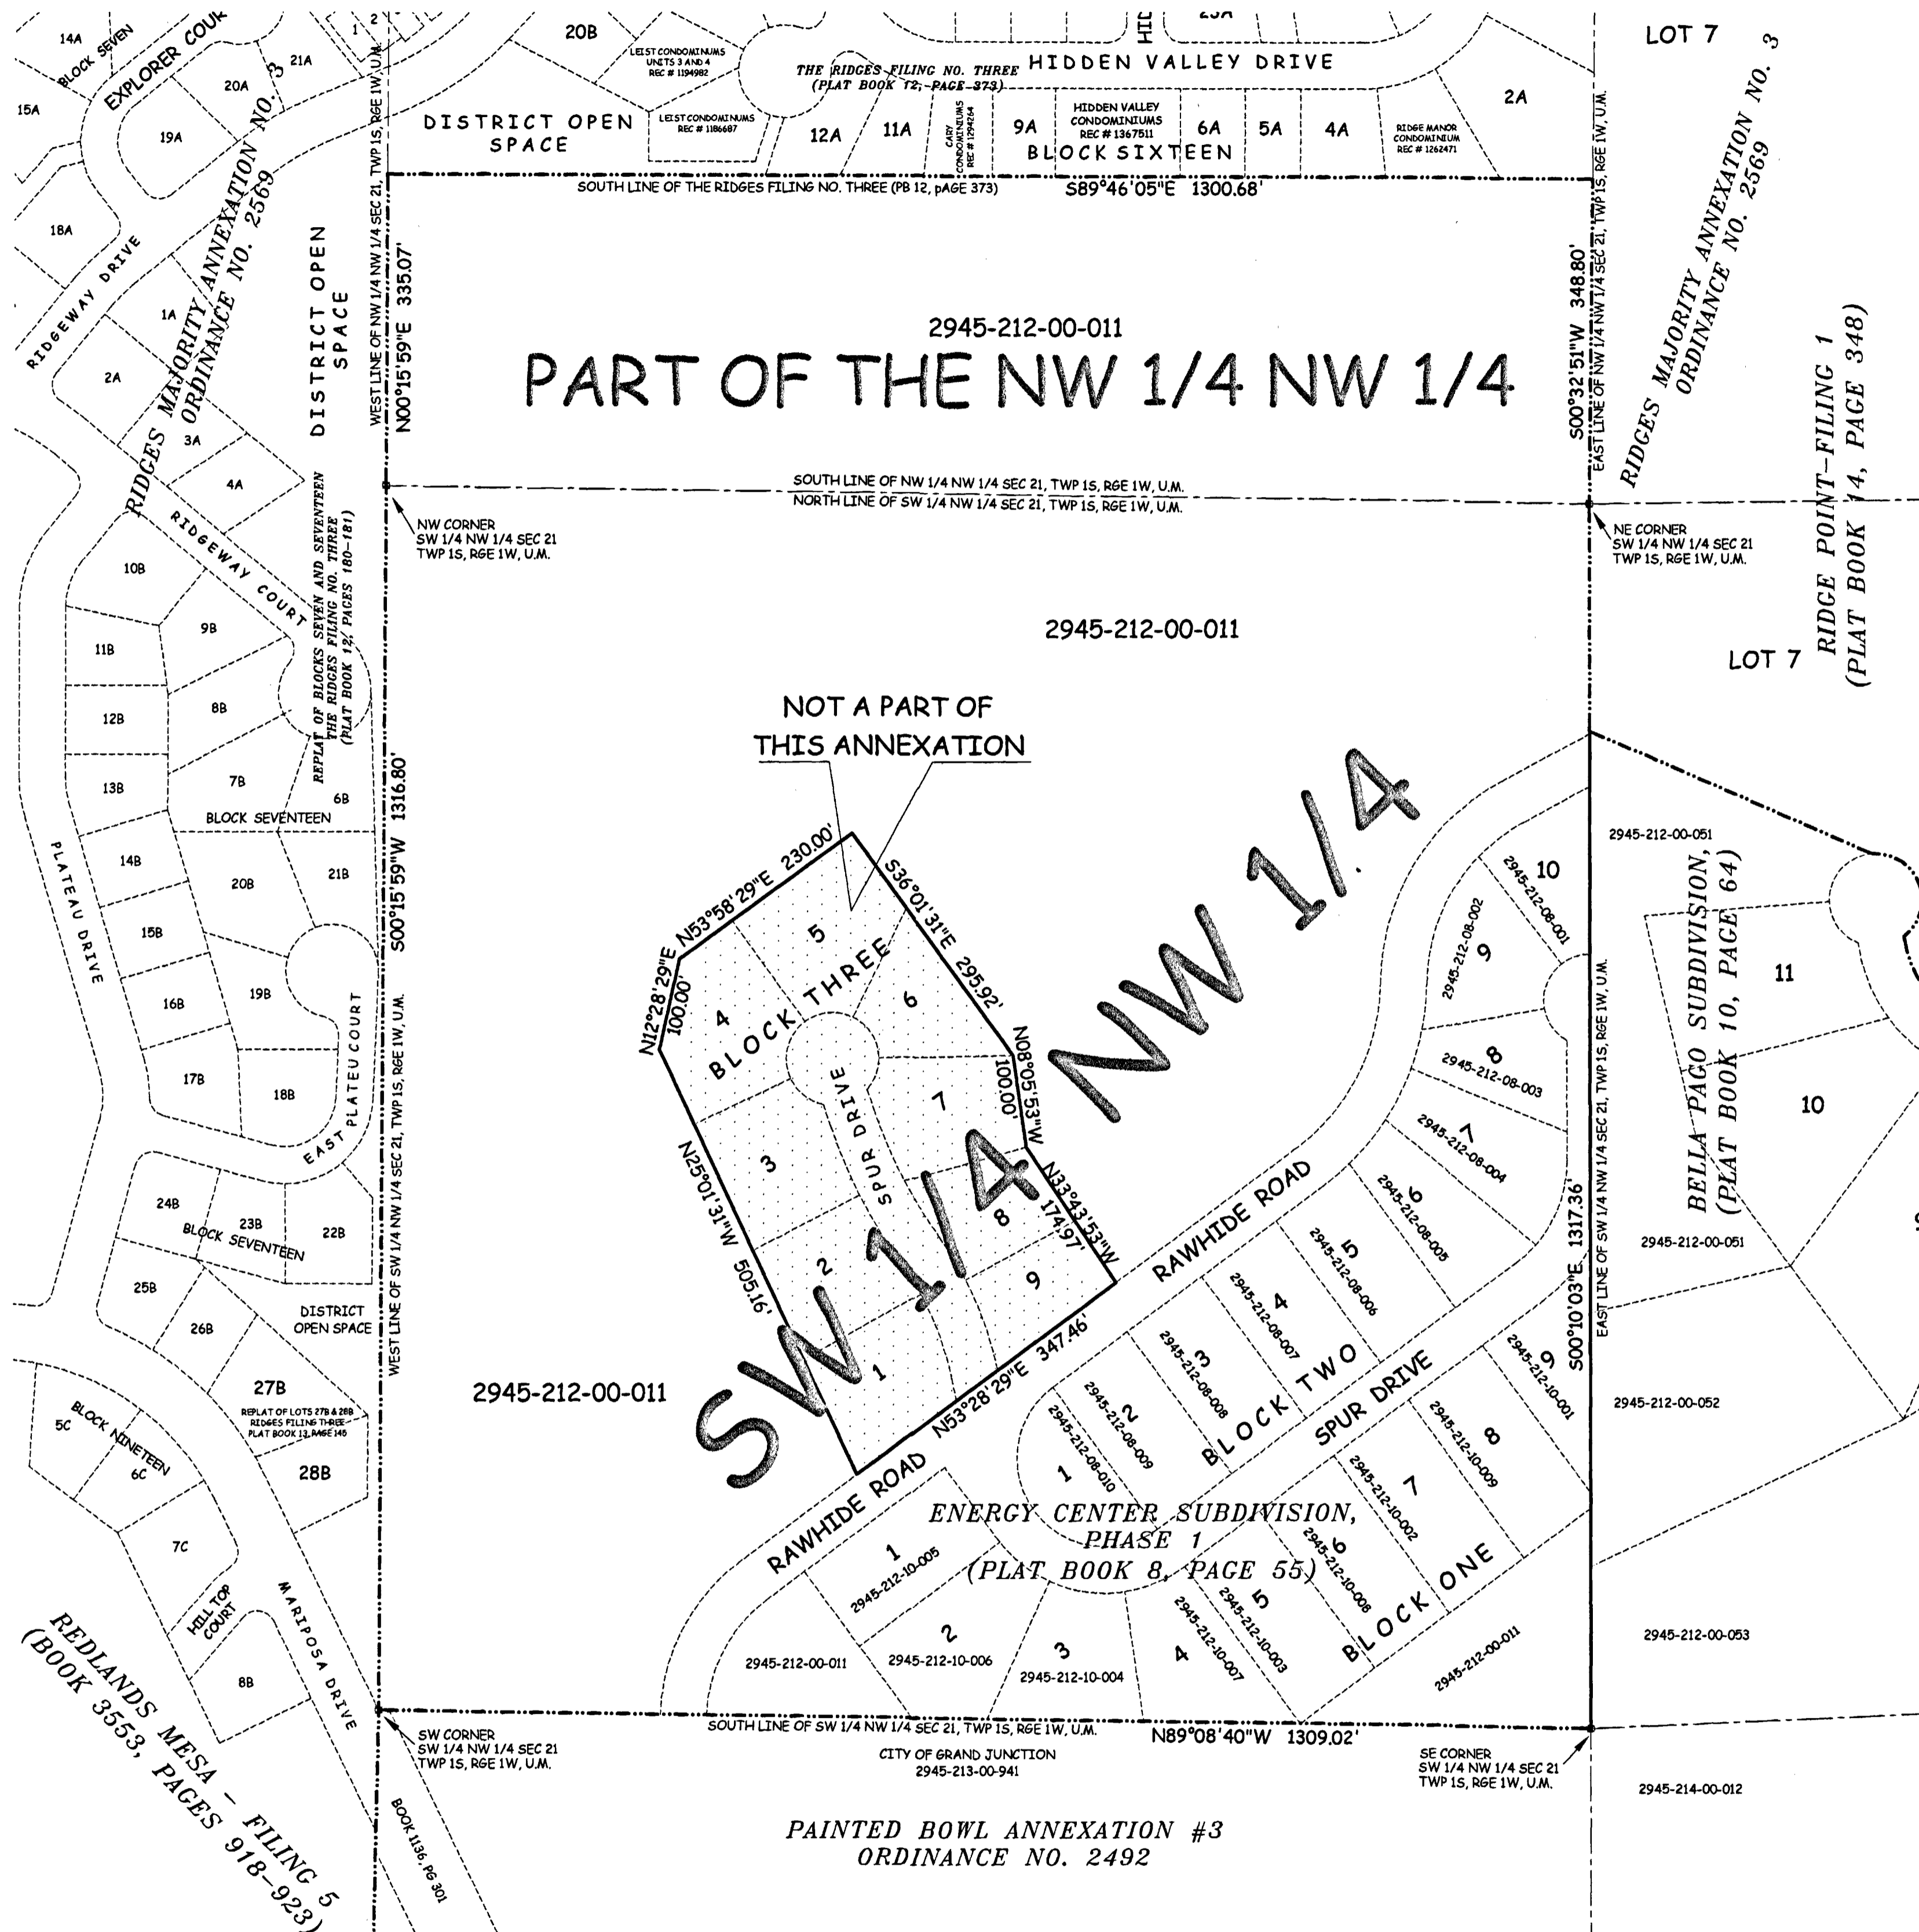 14A
BLOCK SEVEN
EXPLORER COUR
15A
20A
21A
19A
18A
1
2
RIDGEWAY DRIVE
RIDGES MAJORITY ANNEXATION NO. 3
ORDINANCE NO. 2569
1A
2A
3A
4A
DISTRICT OPEN
SPACE
WEST LINE OF NW 1/4 NW 1/4 SEC 21, TWP 1S, RGE 1W, U.M.
N00°15'59"E 335.07'
20B
LEIST CONDOMINUMS
UNITS 3 AND 4
REC # 1194982
DISTRICT OPEN
SPACE
LEIST CONDOMINUMS
REC # 1186687
THE RIDGES FILING NO. THREE
(PLAT BOOK 12, PAGE 373)
HIDDEN VALLEY DRIVE
HID
23A
12A
11A
CARY
CONDOMINIUMS
REC # 1294264
9A
HIDDEN VALLEY
CONDOMINIUMS
REC # 1367511
6A
5A
4A
RIDGE MANOR
CONDOMINIUM
REC # 1262471
2A
BLOCK SIXTEEN
SOUTH LINE OF THE RIDGES FILING NO. THREE (PB 12, pAGE 373)
S89°46'05"E 1300.68'
LOT 7
RIDGES MAJORITY ANNEXATION NO. 3
ORDINANCE NO. 2569
EAST LINE OF NW 1/4 NW 1/4 SEC 21, TWP 1S, RGE 1W, U.M.
S00°32'51"W 348.80'
2945-212-00-011
PART OF THE NW 1/4 NW 1/4
RIDGE POINT-FILING 1
(PLAT BOOK 14, PAGE 348)
SOUTH LINE OF NW 1/4 NW 1/4 SEC 21, TWP 1S, RGE 1W, U.M.
NORTH LINE OF SW 1/4 NW 1/4 SEC 21, TWP 1S, RGE 1W, U.M.
NW CORNER
SW 1/4 NW 1/4 SEC 21
TWP 1S, RGE 1W, U.M.
NE CORNER
SW 1/4 NW 1/4 SEC 21
TWP 1S, RGE 1W, U.M.
RIDGEWAY COURT
REPLAT OF BLOCKS SEVEN AND SEVENTEEN
THE RIDGES FILING NO. THREE
(PLAT BOOK 12, PAGES 180-181)
10B
9B
11B
8B
12B
7B
13B
6B
BLOCK SEVENTEEN
14B
20B
21B
15B
19B
16B
17B
18B
PLATEAU DRIVE
EAST PLATEU COURT
S00°15'59"W 1316.80'
WEST LINE OF SW 1/4 NW 1/4 SEC 21, TWP 1S, RGE 1W, U.M.
2945-212-00-011
LOT 7
NOT A PART OF
THIS ANNEXATION
N53°58'29"E 230.00'
S36°01'31"E 295.92'
N12°28'29"E
100.00'
N08°05'53"W
100.00'
N33°43'53"W
174.97'
N25°01'31"W 505.16'
N53°28'29"E 347.46'
BLOCK THREE
5
4
6
7
3
8
2
9
1
SPUR DRIVE
SW 1/4 NW 1/4
2945-212-00-011
RAWHIDE ROAD
RAWHIDE ROAD
10
2945-212-08-001
9
2945-212-08-002
8
2945-212-08-003
7
2945-212-08-004
6
2945-212-08-005
5
2945-212-08-006
4
2945-212-08-007
3
2945-212-08-008
2
2945-212-08-009
1
2945-212-08-010
BLOCK TWO
SPUR DRIVE
9
2945-212-10-001
8
2945-212-10-009
7
2945-212-10-002
6
2945-212-10-008
5
2945-212-10-003
4
2945-212-10-007
3
2945-212-10-004
2
2945-212-10-006
1
2945-212-10-005
BLOCK ONE
2945-212-00-011
2945-212-00-011
ENERGY CENTER SUBDIVISION,
PHASE 1
(PLAT BOOK 8, PAGE 55)
S00°10'03"E 1317.36'
EAST LINE OF SW 1/4 NW 1/4 SEC 21, TWP 1S, RGE 1W, U.M.
2945-212-00-051
BELLA PAGO SUBDIVISION,
(PLAT BOOK 10, PAGE 64)
11
10
2945-212-00-051
2945-212-00-052
2945-212-00-053
2945-214-00-012
24B
23B
22B
BLOCK SEVENTEEN
25B
26B
DISTRICT
OPEN SPACE
27B
REPLAT OF LOTS 27B & 28B
RIDGES FILING THREE
PLAT BOOK 13, PAGE 145
28B
5C
BLOCK NINETEEN
6C
7C
HILL TOP
COURT
8B
MARIPOSA DRIVE
REDLANDS MESA - FILING 5
(BOOK 3553, PAGES 918-923)
BOOK 1136, PG 301
SW CORNER
SW 1/4 NW 1/4 SEC 21
TWP 1S, RGE 1W, U.M.
SOUTH LINE OF SW 1/4 NW 1/4 SEC 21, TWP 1S, RGE 1W, U.M.
N89°08'40"W 1309.02'
CITY OF GRAND JUNCTION
2945-213-00-941
SE CORNER
SW 1/4 NW 1/4 SEC 21
TWP 1S, RGE 1W, U.M.
PAINTED BOWL ANNEXATION #3
ORDINANCE NO. 2492